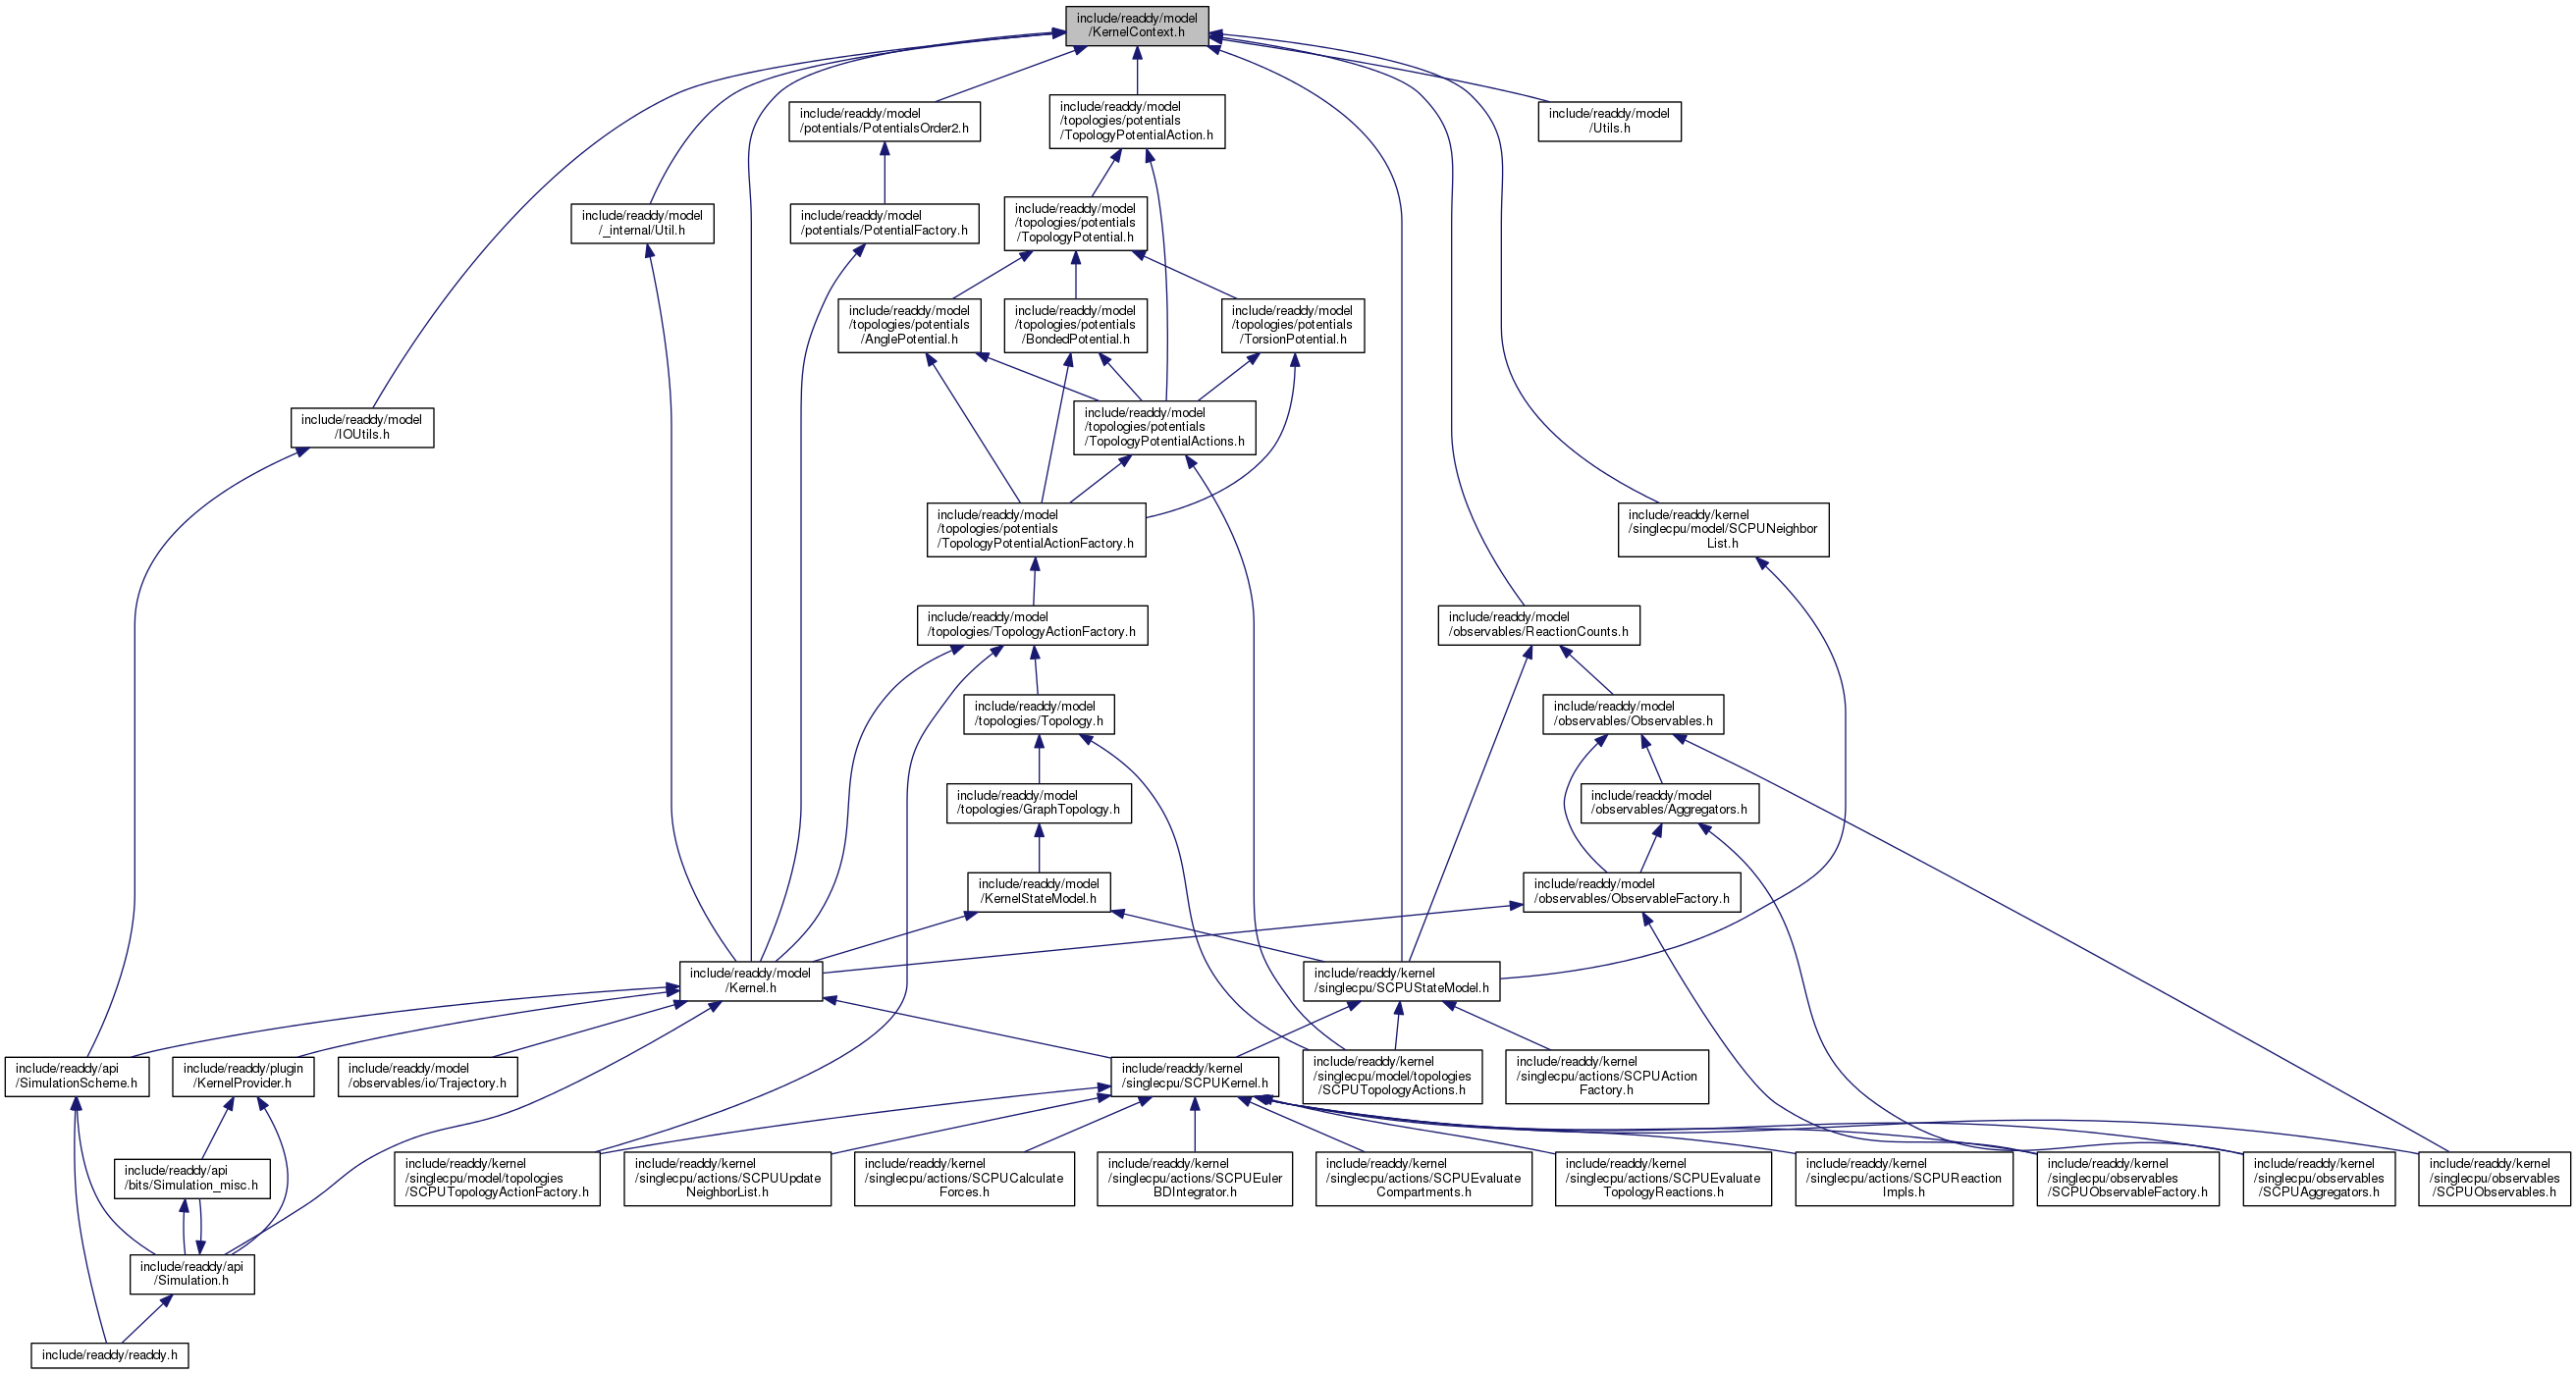 include/readdy/model
/KernelContext.h
include/readdy/model
/potentials/PotentialsOrder2.h
include/readdy/model
/topologies/potentials
/TopologyPotentialAction.h
include/readdy/model
/Utils.h
include/readdy/model
/_internal/Util.h
include/readdy/model
/potentials/PotentialFactory.h
include/readdy/model
/topologies/potentials
/TopologyPotential.h
include/readdy/model
/topologies/potentials
/AnglePotential.h
include/readdy/model
/topologies/potentials
/BondedPotential.h
include/readdy/model
/topologies/potentials
/TorsionPotential.h
include/readdy/model
/IOUtils.h
include/readdy/model
/topologies/potentials
/TopologyPotentialActions.h
include/readdy/model
/topologies/potentials
/TopologyPotentialActionFactory.h
include/readdy/kernel
/singlecpu/model/SCPUNeighbor
List.h
include/readdy/model
/topologies/TopologyActionFactory.h
include/readdy/model
/observables/ReactionCounts.h
include/readdy/model
/topologies/Topology.h
include/readdy/model
/observables/Observables.h
include/readdy/model
/topologies/GraphTopology.h
include/readdy/model
/observables/Aggregators.h
include/readdy/model
/KernelStateModel.h
include/readdy/model
/observables/ObservableFactory.h
include/readdy/model
/Kernel.h
include/readdy/kernel
/singlecpu/SCPUStateModel.h
include/readdy/api
/SimulationScheme.h
include/readdy/plugin
/KernelProvider.h
include/readdy/model
/observables/io/Trajectory.h
include/readdy/kernel
/singlecpu/SCPUKernel.h
include/readdy/kernel
/singlecpu/model/topologies
/SCPUTopologyActions.h
include/readdy/kernel
/singlecpu/actions/SCPUAction
Factory.h
include/readdy/api
/bits/Simulation_misc.h
include/readdy/kernel
/singlecpu/model/topologies
/SCPUTopologyActionFactory.h
include/readdy/kernel
/singlecpu/actions/SCPUUpdate
NeighborList.h
include/readdy/kernel
/singlecpu/actions/SCPUCalculate
Forces.h
include/readdy/kernel
/singlecpu/actions/SCPUEuler
BDIntegrator.h
include/readdy/kernel
/singlecpu/actions/SCPUEvaluate
Compartments.h
include/readdy/kernel
/singlecpu/actions/SCPUEvaluate
TopologyReactions.h
include/readdy/kernel
/singlecpu/actions/SCPUReaction
Impls.h
include/readdy/kernel
/singlecpu/observables
/SCPUObservableFactory.h
include/readdy/kernel
/singlecpu/observables
/SCPUAggregators.h
include/readdy/kernel
/singlecpu/observables
/SCPUObservables.h
include/readdy/api
/Simulation.h
include/readdy/readdy.h